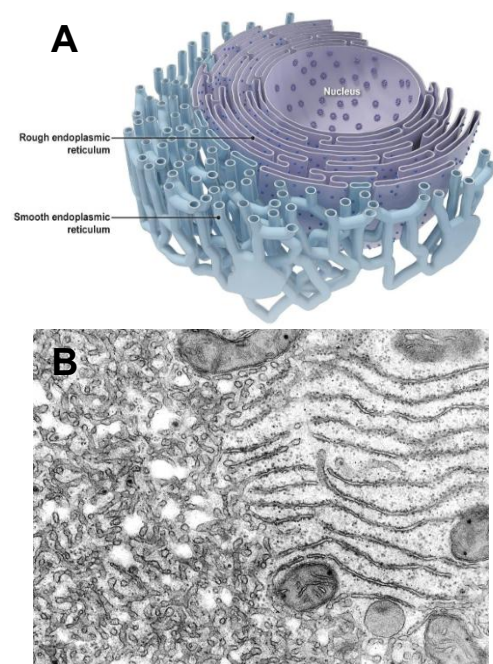 A
Nucleus
Rough endoplasmic
reticulum
Smooth endoplasmic
reticulum
B